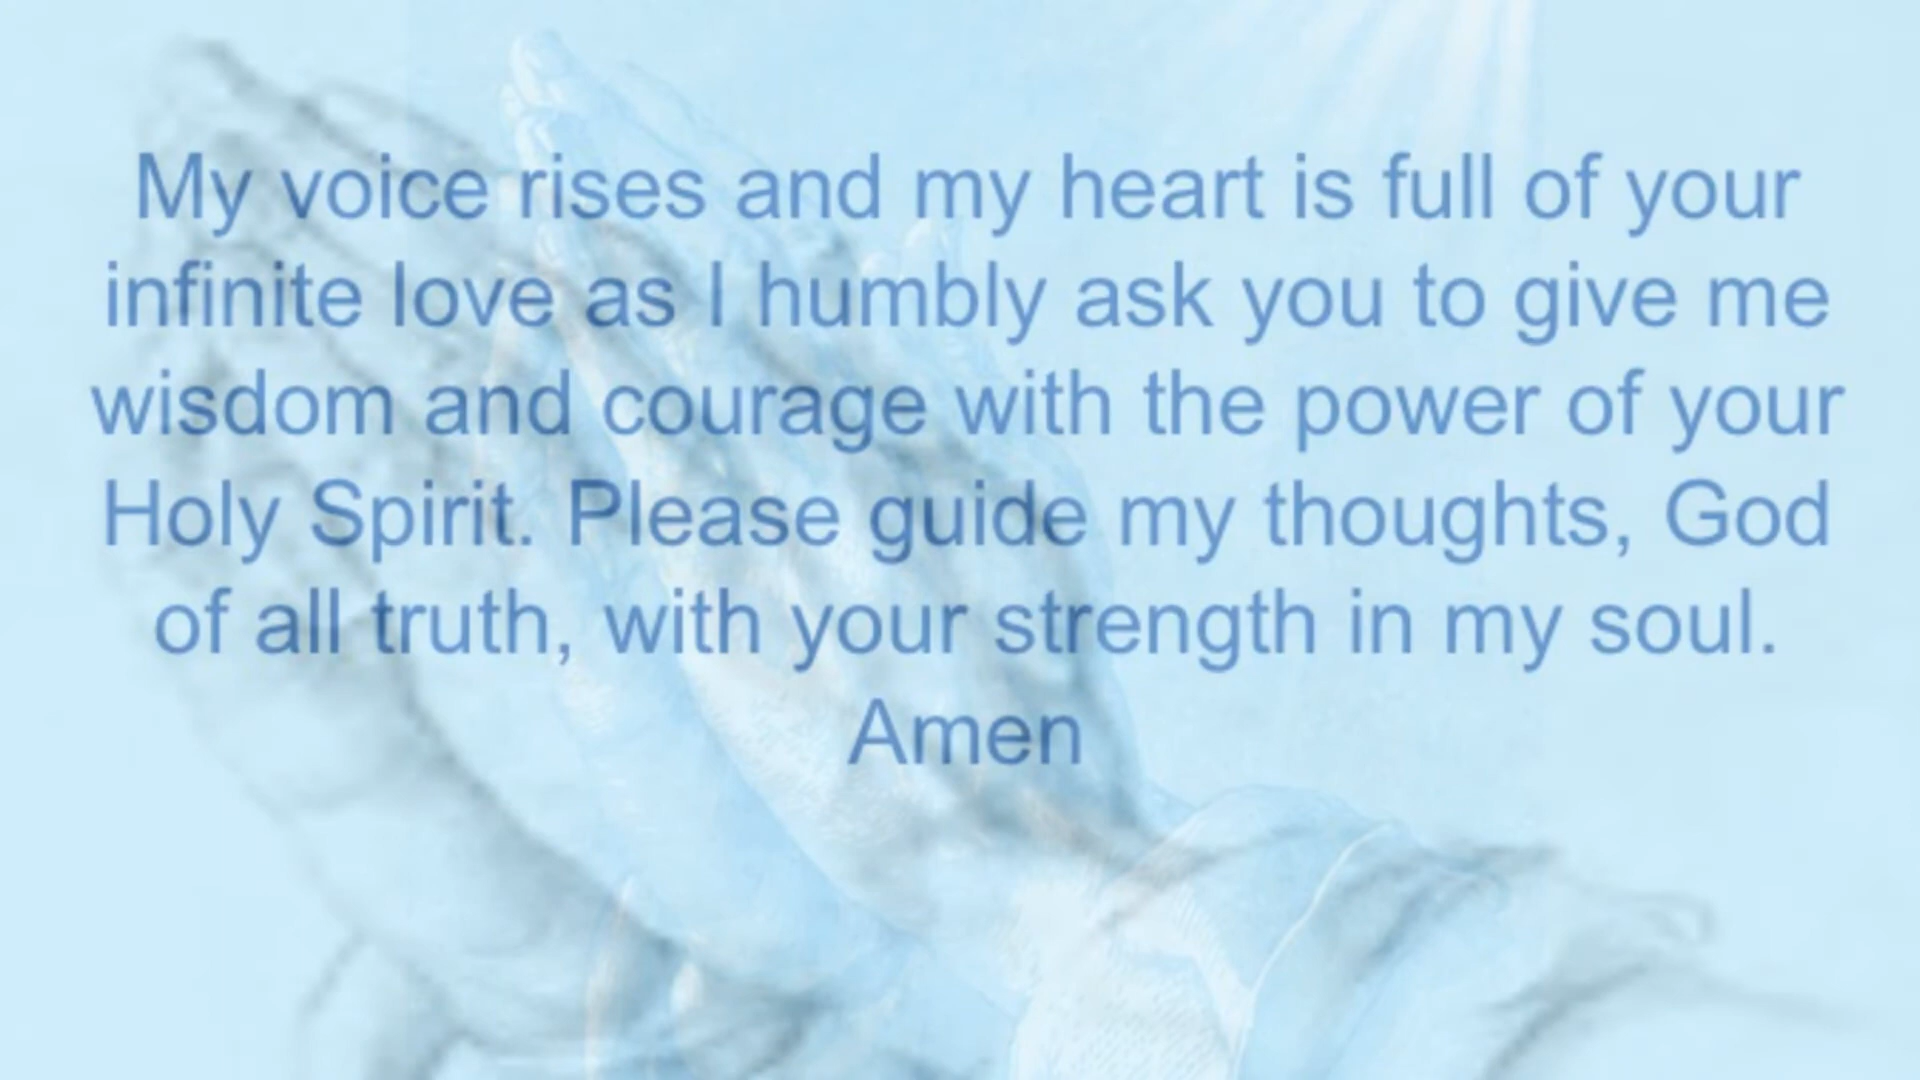 My voice rises and my heart is full of your
infinite love as I humbly ask you to give me
wisdom and courage with the power of your
Holy Spirit. Please guide my thoughts, God
of all truth, with your strength in my soul.
Amen